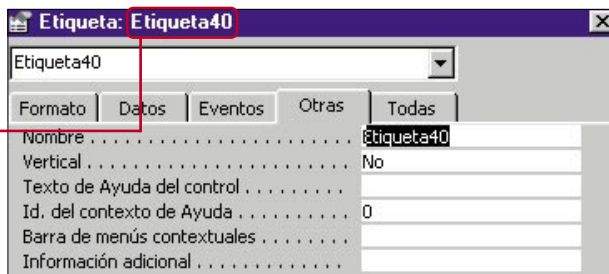 Etiqueta: Etiqueta40
Etiqueta40
Formato Datos Eventos Otras Todas
Nombre . . . . . . . . . . . . . . . . . . . . . . . . Etiqueta40
Vertical . . . . . . . . . . . . . . . . . . . . . . . . No
Texto de Ayuda del control . . . . . . . . .
Id. del contexto de Ayuda . . . . . . . . . . 0
Barra de menús contextuales . . . . . . . .
Información adicional . . . . . . . . . . . . .